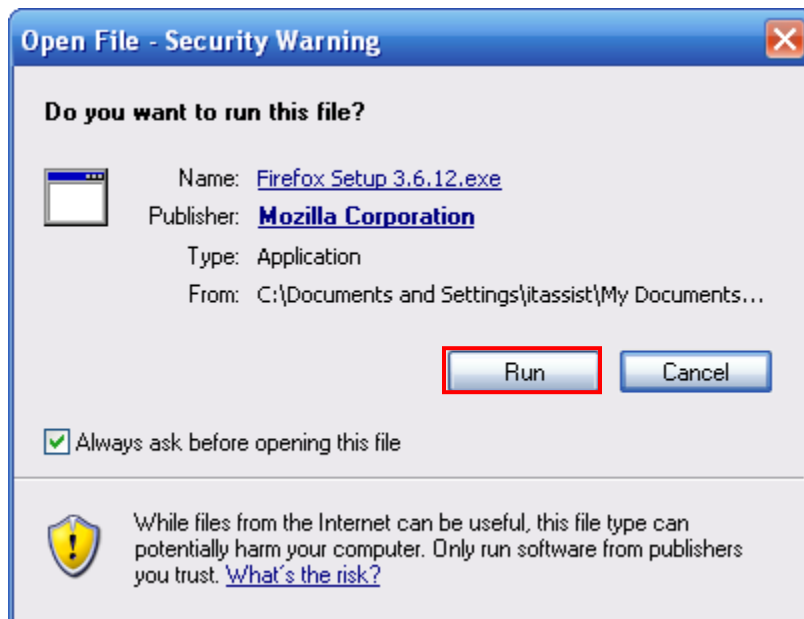 Open File - Security Warning
Do you want to run this file?
Name: Firefox Setup 3.6.12.exe
Publisher: Mozilla Corporation
Type: Application
From: C:\Documents and Settings\itassist\My Documents...
Run Cancel
Always ask before opening this file
While files from the Internet can be useful, this file type can
potentially harm your computer. Only run software from publishers
you trust. What's the risk?